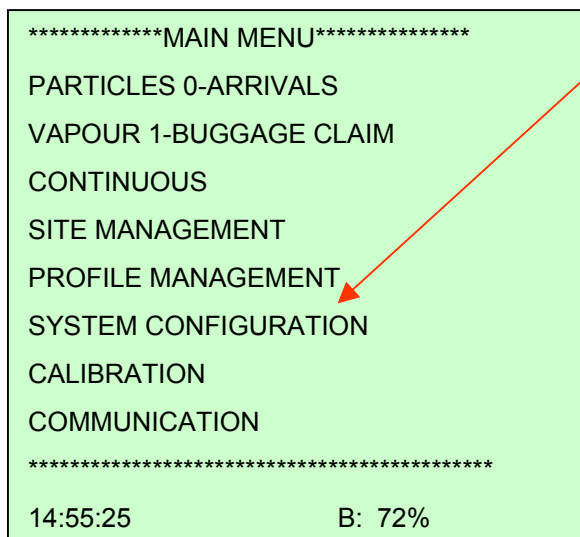 *************MAIN MENU***************
PARTICLES 0-ARRIVALS
VAPOUR 1-BUGGAGE CLAIM
CONTINUOUS
SITE MANAGEMENT
PROFILE MANAGEMENT
SYSTEM CONFIGURATION
CALIBRATION
COMMUNICATION
*********************************************
14:55:25 B: 72%